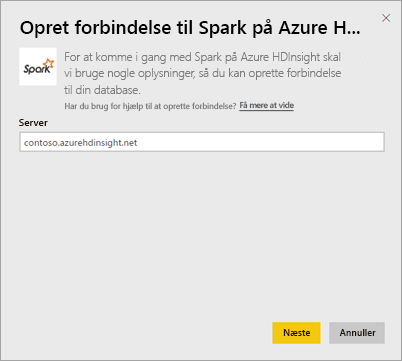 Opret forbindelse til Spark på Azure H...
Spark
For at komme i gang med Spark på Azure HDInsight skal
vi bruge nogle oplysninger, så du kan oprette forbindelse
til din database.
Har du brug for hjælp til at oprette forbindelse? Få mere at vide
Server
contoso.azurehdinsight.net
Næste
Annuller